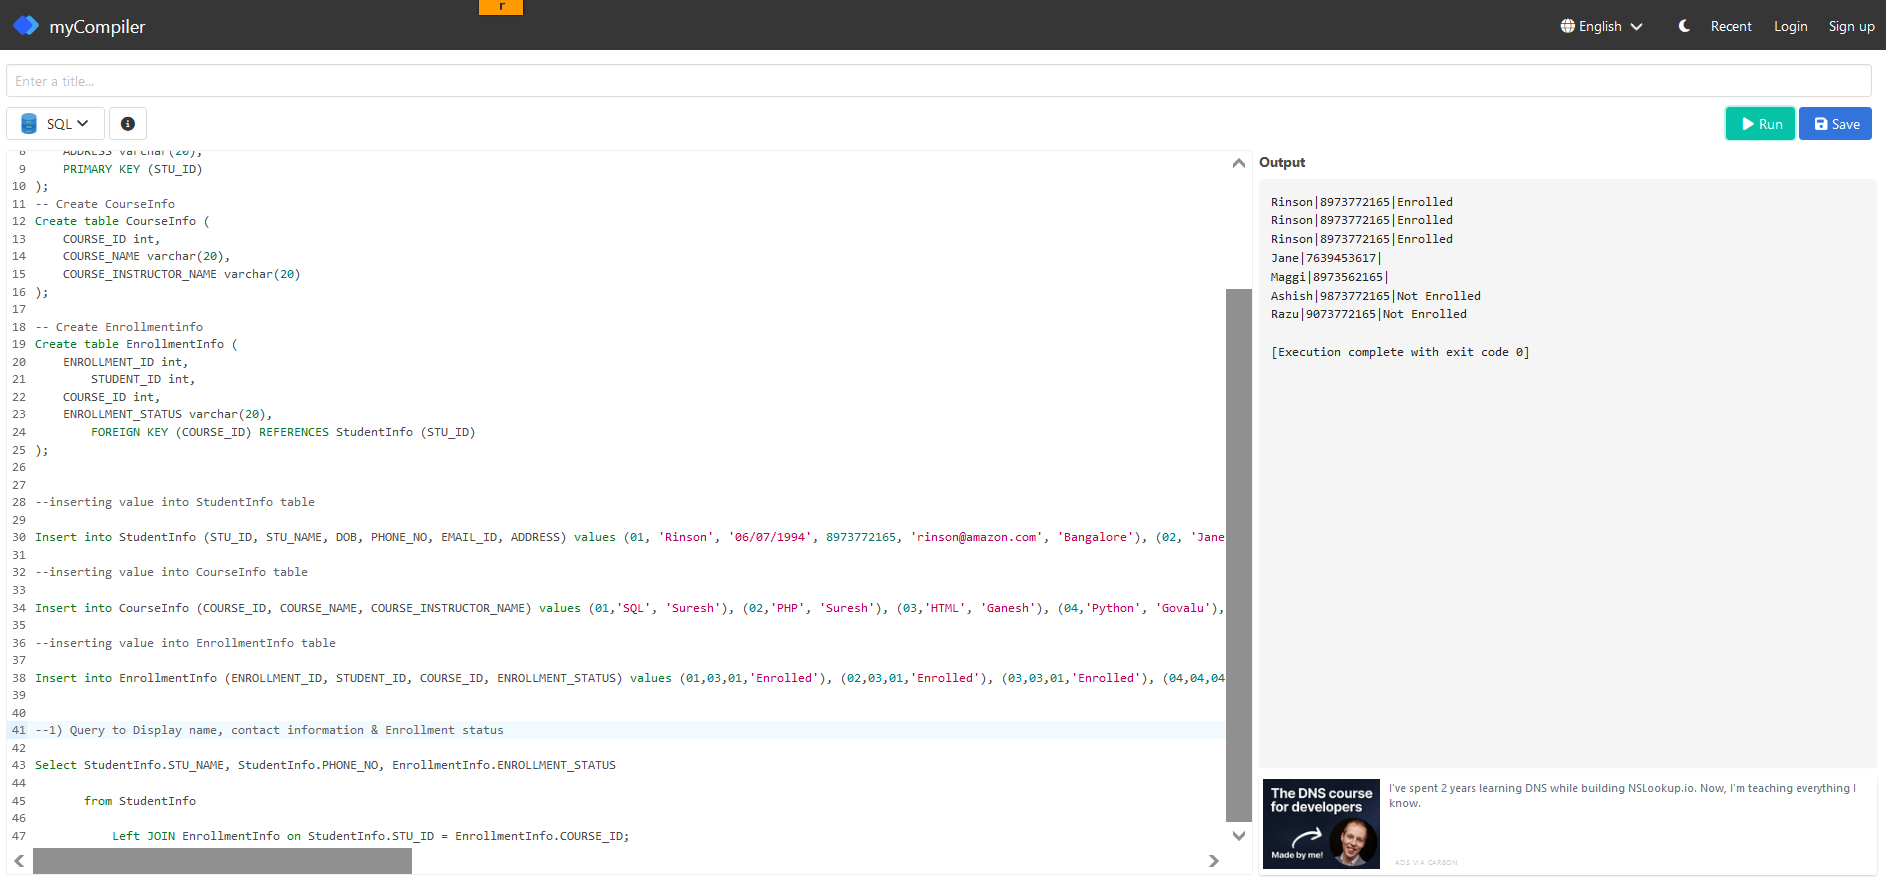 r
myCompiler
English
Recent
Login
Sign up
Enter a title...
SQL
Run
Save
8 ADDRESS varchar(20),
9 PRIMARY KEY (STU_ID)
10 );
11 -- Create CourseInfo
12 Create table CourseInfo (
13 COURSE_ID int,
14 COURSE_NAME varchar(20),
15 COURSE_INSTRUCTOR_NAME varchar(20)
16 );
17
18 -- Create Enrollmentinfo
19 Create table EnrollmentInfo (
20 ENROLLMENT_ID int,
21 STUDENT_ID int,
22 COURSE_ID int,
23 ENROLLMENT_STATUS varchar(20),
24 FOREIGN KEY (COURSE_ID) REFERENCES StudentInfo (STU_ID)
25 );
26
27
28 --inserting value into StudentInfo table
29
30 Insert into StudentInfo (STU_ID, STU_NAME, DOB, PHONE_NO, EMAIL_ID, ADDRESS) values (01, 'Rinson', '06/07/1994', 8973772165, 'rinson@amazon.com', 'Bangalore'), (02, 'Jane
31
32 --inserting value into CourseInfo table
33
34 Insert into CourseInfo (COURSE_ID, COURSE_NAME, COURSE_INSTRUCTOR_NAME) values (01,'SQL', 'Suresh'), (02,'PHP', 'Suresh'), (03,'HTML', 'Ganesh'), (04,'Python', 'Govalu'),
35
36 --inserting value into EnrollmentInfo table
37
38 Insert into EnrollmentInfo (ENROLLMENT_ID, STUDENT_ID, COURSE_ID, ENROLLMENT_STATUS) values (01,03,01,'Enrolled'), (02,03,01,'Enrolled'), (03,03,01,'Enrolled'), (04,04,04
39
40
41 --1) Query to Display name, contact information & Enrollment status
42
43 Select StudentInfo.STU_NAME, StudentInfo.PHONE_NO, EnrollmentInfo.ENROLLMENT_STATUS
44
45 from StudentInfo
46
47 Left JOIN EnrollmentInfo on StudentInfo.STU_ID = EnrollmentInfo.COURSE_ID;
Output
Rinson|8973772165|Enrolled
Rinson|8973772165|Enrolled
Rinson|8973772165|Enrolled
Jane|7639453617|
Maggi|8973562165|
Ashish|9873772165|Not Enrolled
Razu|9073772165|Not Enrolled
[Execution complete with exit code 0]
The DNS course
for developers
Made by me!
I've spent 2 years learning DNS while building NSLookup.io. Now, I'm teaching everything I
know.
ADS VIA CARBON